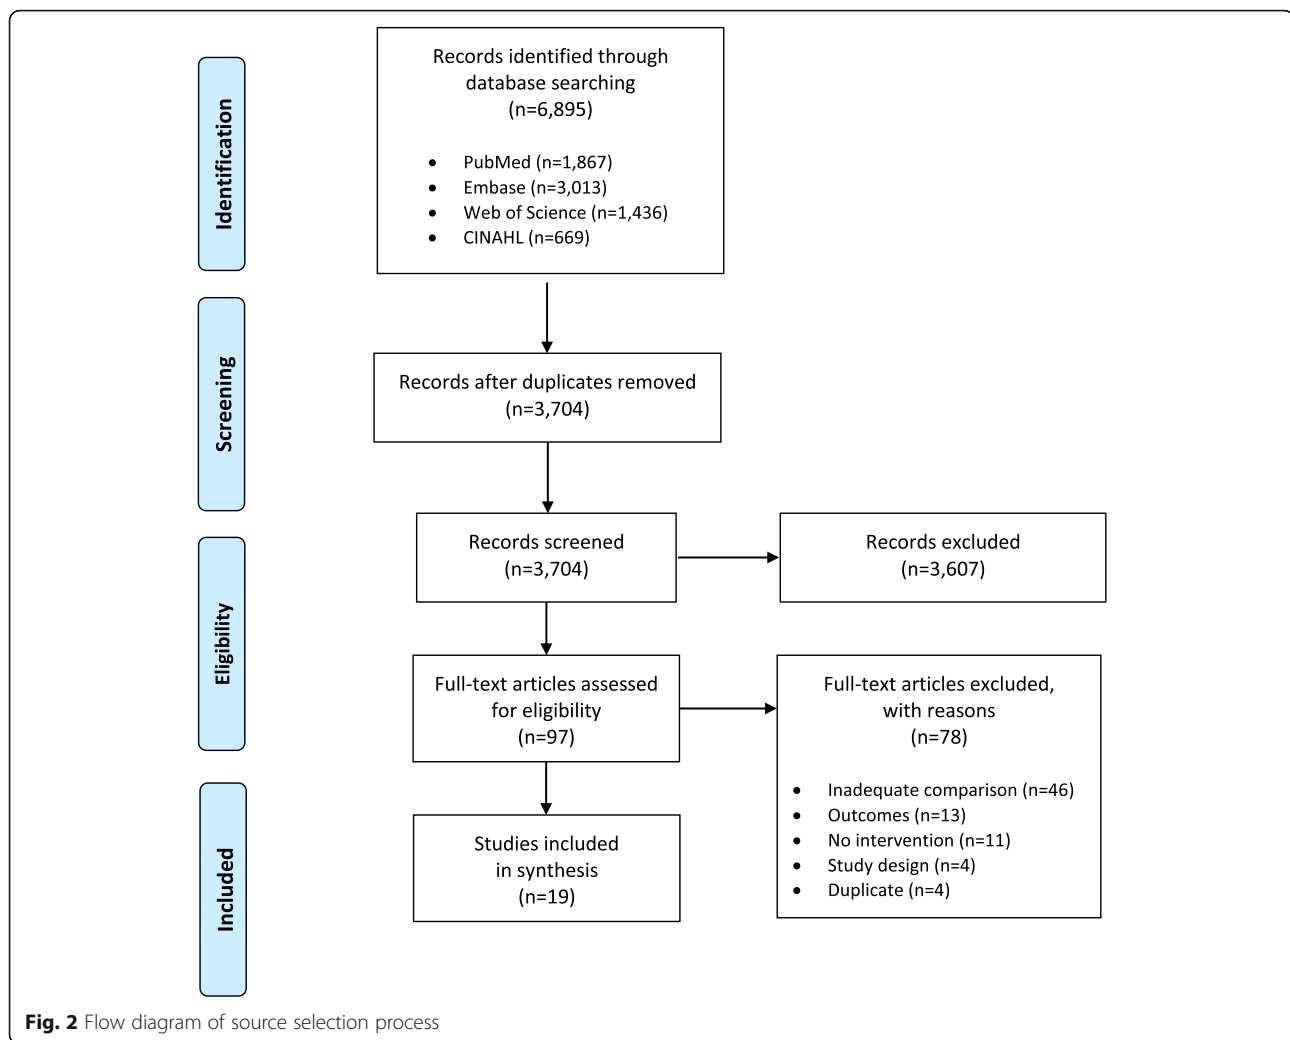 Identification
Records identified through
database searching
(n=6,895)
• PubMed (n=1,867)
• Embase (n=3,013)
• Web of Science (n=1,436)
• CINAHL (n=669)
Screening
Records after duplicates removed
(n=3,704)
Records screened
(n=3,704)
Records excluded
(n=3,607)
Eligibility
Full-text articles assessed
for eligibility
(n=97)
Full-text articles excluded,
with reasons
(n=78)
• Inadequate comparison (n=46)
• Outcomes (n=13)
• No intervention (n=11)
• Study design (n=4)
• Duplicate (n=4)
Included
Studies included
in synthesis
(n=19)
Fig. 2 Flow diagram of source selection process